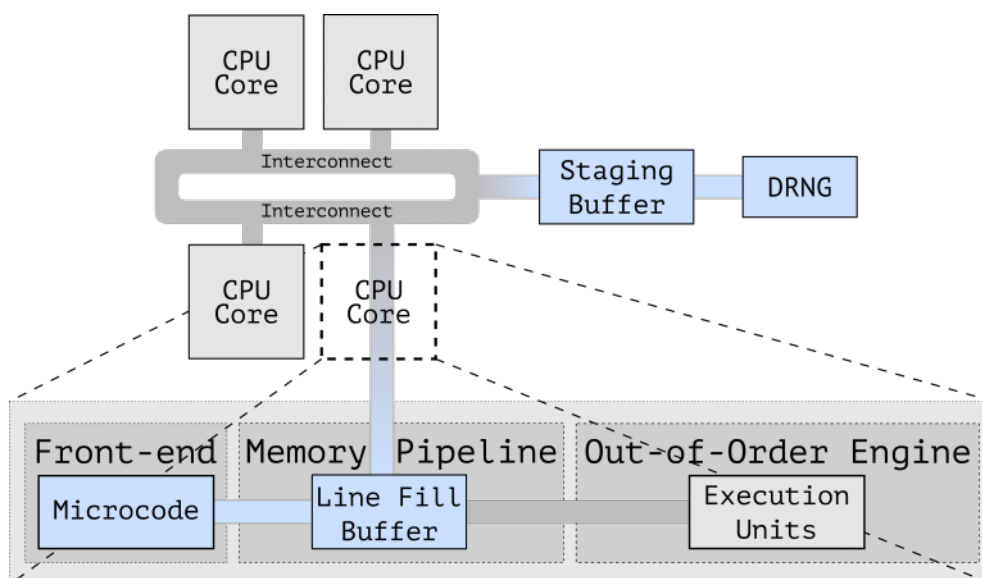 CPU
Core
CPU
Core
Interconnect
Interconnect
Staging
Buffer
DRNG
CPU
Core
CPU
Core
Front-end
Memory Pipeline
Out-of-Order Engine
Microcode
Line Fill
Buffer
Execution
Units